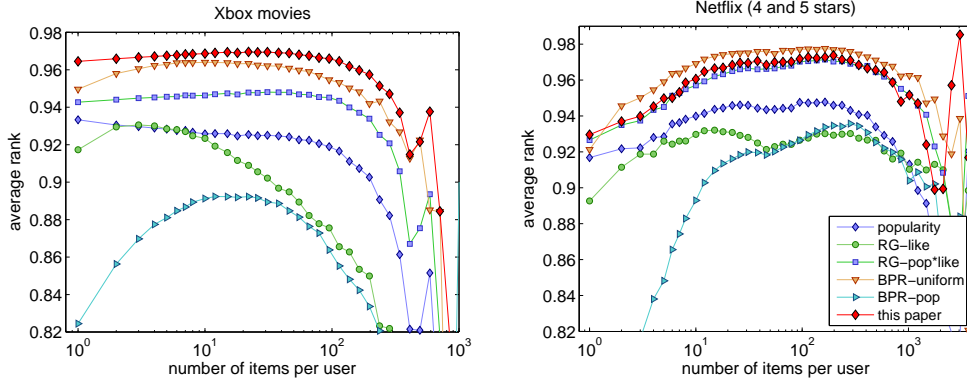 Xbox movies
0.98
0.96
0.94
0.92
0.9
0.88
0.86
0.84
0.82
average rank
10^0
10^1
10^2
10^3
number of items per user
Netflix (4 and 5 stars)
0.98
0.96
0.94
0.92
0.9
0.88
0.86
0.84
0.82
average rank
10^0
10^1
10^2
10^3
number of items per user
popularity
RG-like
RG-pop*like
BPR-uniform
BPR-pop
this paper